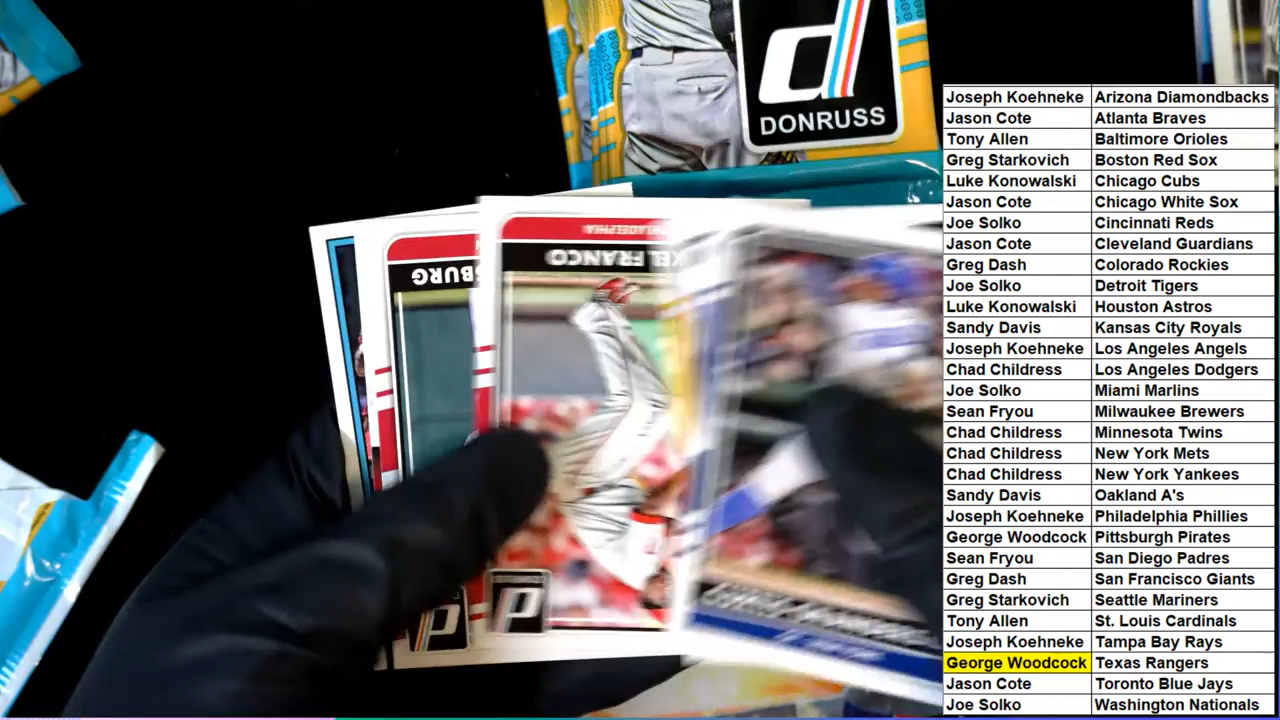 DONRUSS
PHILADELPHIA
KEL FRANCO
SBURG
Joseph Koehneke Arizona Diamondbacks
Jason Cote Atlanta Braves
Tony Allen Baltimore Orioles
Greg Starkovich Boston Red Sox
Luke Konowalski Chicago Cubs
Jason Cote Chicago White Sox
Joe Solko Cincinnati Reds
Jason Cote Cleveland Guardians
Greg Dash Colorado Rockies
Joe Solko Detroit Tigers
Luke Konowalski Houston Astros
Sandy Davis Kansas City Royals
Joseph Koehneke Los Angeles Angels
Chad Childress Los Angeles Dodgers
Joe Solko Miami Marlins
Sean Fryou Milwaukee Brewers
Chad Childress Minnesota Twins
Chad Childress New York Mets
Chad Childress New York Yankees
Sandy Davis Oakland A's
Joseph Koehneke Philadelphia Phillies
George Woodcock Pittsburgh Pirates
Sean Fryou San Diego Padres
Greg Dash San Francisco Giants
Greg Starkovich Seattle Mariners
Tony Allen St. Louis Cardinals
Joseph Koehneke Tampa Bay Rays
George Woodcock Texas Rangers
Jason Cote Toronto Blue Jays
Joe Solko Washington Nationals